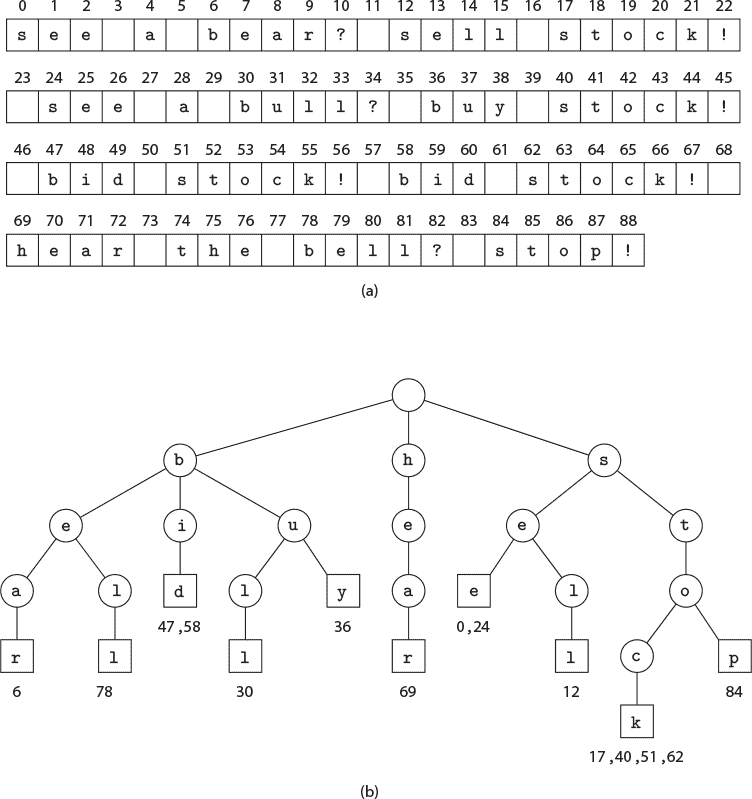 0 1 2 3 4 5 6 7 8 9 10 11 12 13 14 15 16 17 18 19 20 21 22
s e e a b e a r ? s e l l s t o c k !
23 24 25 26 27 28 29 30 31 32 33 34 35 36 37 38 39 40 41 42 43 44 45
s e e a b u l l ? b u y s t o c k !
46 47 48 49 50 51 52 53 54 55 56 57 58 59 60 61 62 63 64 65 66 67 68
b i d s t o c k ! b i d s t o c k !
69 70 71 72 73 74 75 76 77 78 79 80 81 82 83 84 85 86 87 88
h e a r t h e b e l l ? s t o p !
(a)
b h s
e i u e e t
a l d l y a e l o
47,58 36 0,24
r l l r l c p
6 78 30 69 12 84
k
17,40,51,62
(b)